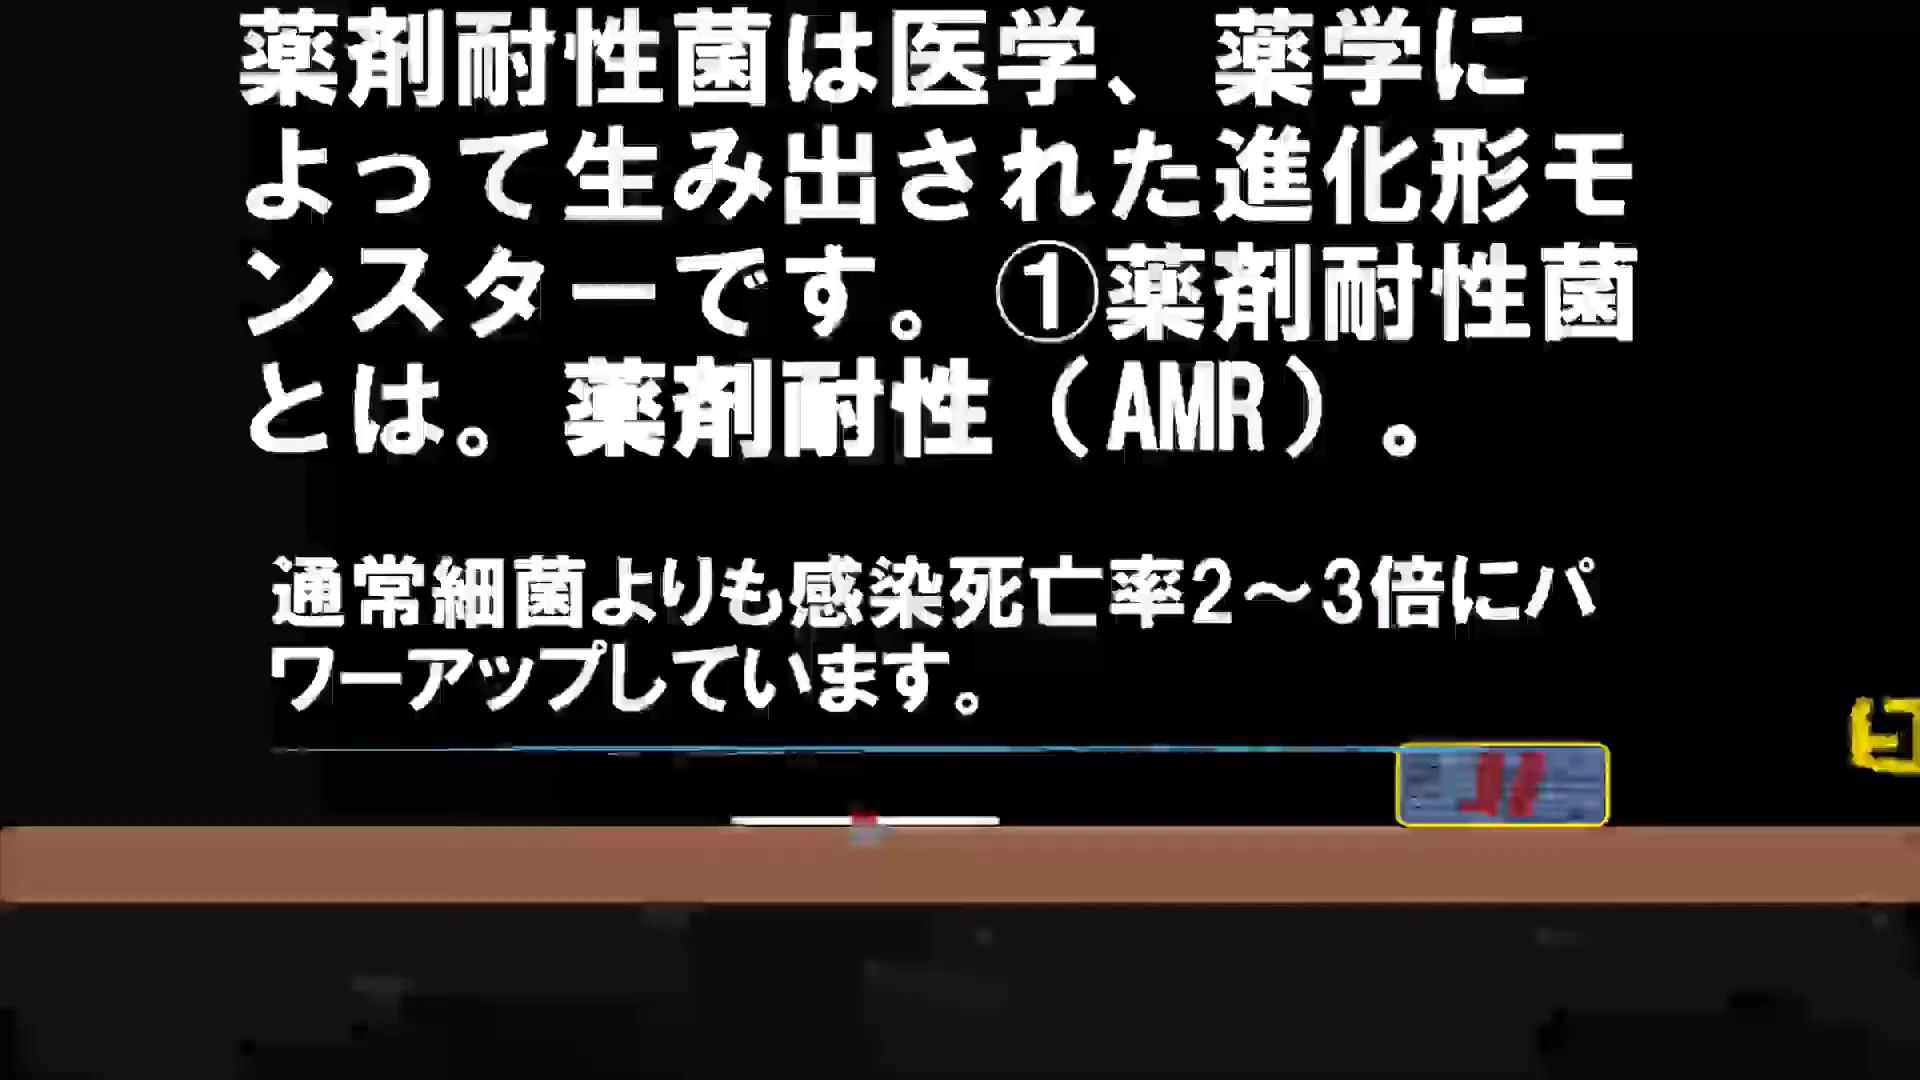 薬剤耐性菌は医学、薬学に
よって生み出された進化形モ
ンスターです。①薬剤耐性菌
とは。薬剤耐性（AMR）。
通常細菌よりも感染死亡率2～3倍にパ
ワーアップしています。